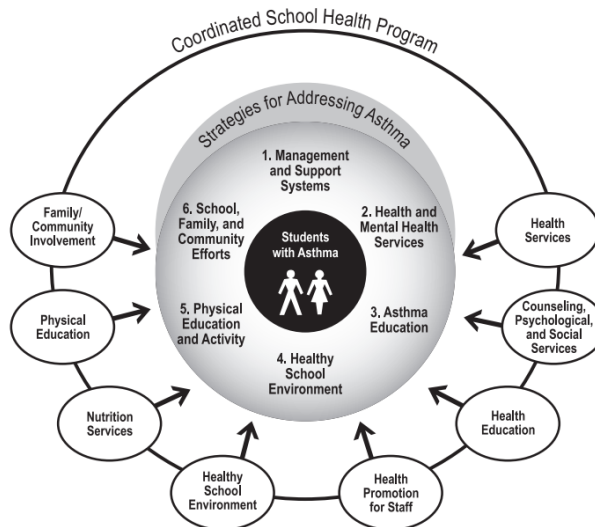 Coordinated School Health Program
Strategies for Addressing Asthma
1. Management
and Support
Systems
2. Health and
Mental Health
Services
3. Asthma
Education
4. Healthy
School
Environment
5. Physical
Education
and Activity
6. School,
Family, and
Community
Efforts
Students
with Asthma
Family/
Community
Involvement
Physical
Education
Nutrition
Services
Healthy
School
Environment
Health
Promotion
for Staff
Health
Education
Counseling,
Psychological,
and Social
Services
Health
Services